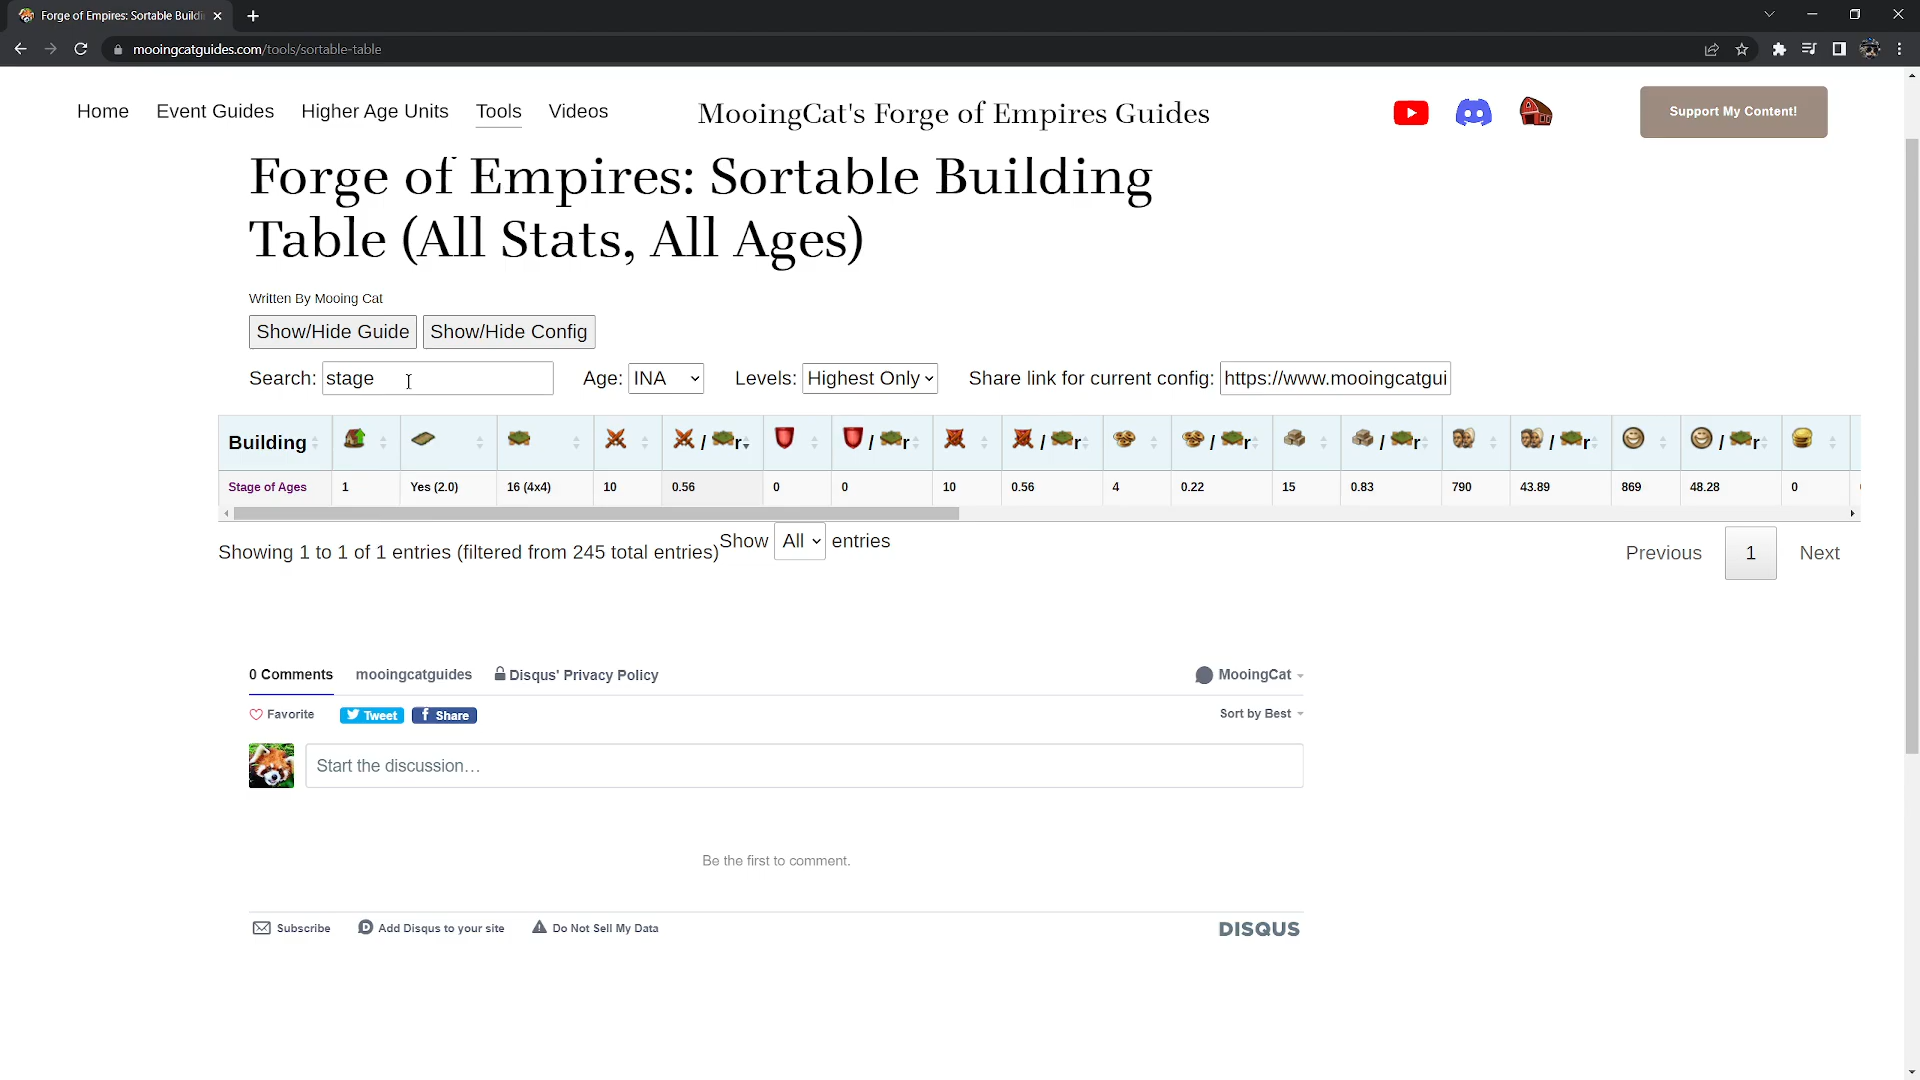 Forge of Empires: Sortable Buildi
mooingcatguides.com/tools/sortable-table
Home Event Guides Higher Age Units Tools Videos MooingCat's Forge of Empires Guides Support My Content!
Forge of Empires: Sortable Building
Table (All Stats, All Ages)
Written By Mooing Cat
Show/Hide Guide Show/Hide Config
Search: stage Age: INA Levels: Highest Only Share link for current config: https://www.mooingcatgui
Building / r / r / r / r / r / r / r
Stage of Ages 1 Yes (2.0) 16 (4x4) 10 0.56 0 0 10 0.56 4 0.22 15 0.83 790 43.89 869 48.28 0
Showing 1 to 1 of 1 entries (filtered from 245 total entries) Show All entries Previous 1 Next
0 Comments mooingcatguides Disqus' Privacy Policy MooingCat
Favorite Tweet Share Sort by Best
Start the discussion…
Be the first to comment.
Subscribe Add Disqus to your site Do Not Sell My Data DISQUS